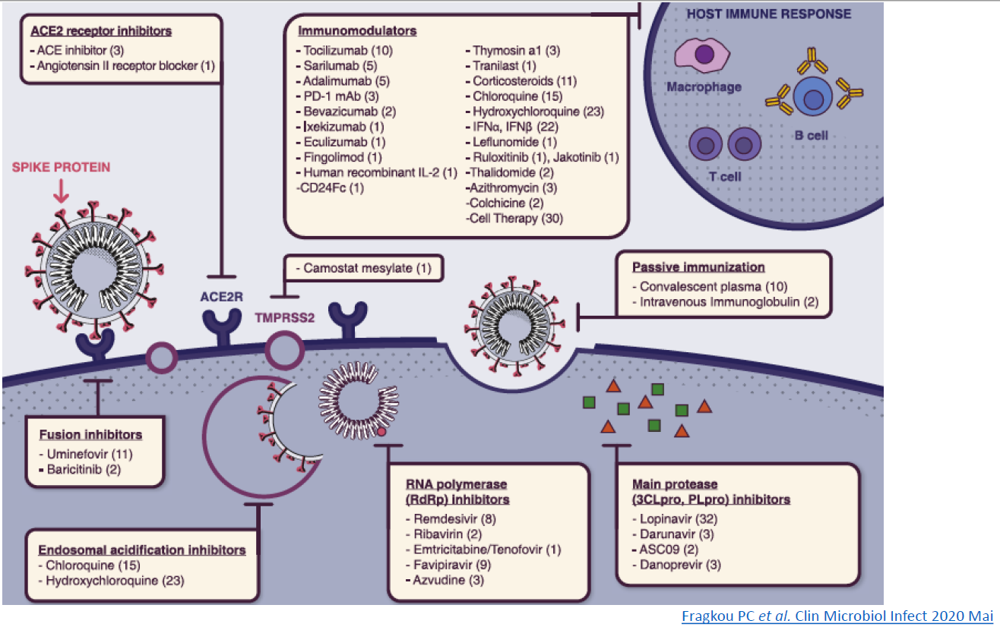 ACE2 receptor inhibitors
- ACE inhibitor (3)
- Angiotensin II receptor blocker (1)
Immunomodulators
- Tocilizumab (10)
- Sarilumab (5)
- Adalimumab (5)
- PD-1 mAb (3)
- Bevazicumab (2)
- Ixekizumab (1)
- Eculizumab (1)
- Fingolimod (1)
- Human recombinant IL-2 (1)
-CD24Fc (1)
- Thymosin a1 (3)
- Tranilast (1)
- Corticosteroids (11)
- Chloroquine (15)
- Hydroxychloroquine (23)
- IFNα, IFNβ (22)
- Leflunomide (1)
- Ruloxitinib (1), Jakotinib (1)
-Thalidomide (2)
-Azithromycin (3)
-Colchicine (2)
-Cell Therapy (30)
HOST IMMUNE RESPONSE
Macrophage
B cell
T cell
SPIKE PROTEIN
- Camostat mesylate (1)
ACE2R
TMPRSS2
Passive immunization
- Convalescent plasma (10)
- Intravenous Immunoglobulin (2)
Fusion inhibitors
- Uminefovir (11)
- Baricitinib (2)
Endosomal acidification inhibitors
- Chloroquine (15)
- Hydroxychloroquine (23)
RNA polymerase
(RdRp) inhibitors
- Remdesivir (8)
- Ribavirin (2)
- Emtricitabine/Tenofovir (1)
- Favipiravir (9)
- Azvudine (3)
Main protease
(3CLpro, PLpro) inhibitors
- Lopinavir (32)
- Darunavir (3)
- ASC09 (2)
- Danoprevir (3)
Fragkou PC et al. Clin Microbiol Infect 2020 Mai